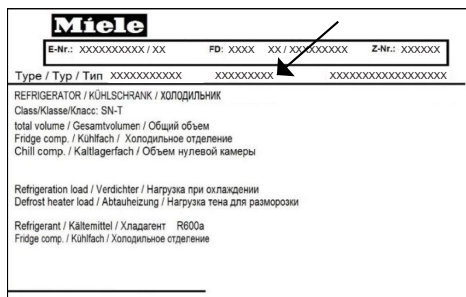 Miele
E-Nr.: XXXXXXXXXX / XX FD: XXXX XX / XXXXXXXXX Z-Nr.: XXXXXX
Type / Typ / Тип XXXXXXXXXXX XXXXXXXXX XXXXXXXXXXXXXXXXXX
REFRIGERATOR / KÜHLSCHRANK / ХОЛОДИЛЬНИК
Class/Klasse/Класс: SN-T
total volume / Gesamtvolumen / Общий объем
Fridge comp. / Kühlfach / Холодильное отделение
Chill comp. / Kaltlagerfach / Объем нулевой камеры
Refrigeration load / Verdichter / Нагрузка при охлаждении
Defrost heater load / Abtauheizung / Нагрузка тена для разморозки
Refrigerant / Kältemittel / Хладагент R600a
Fridge comp. / Kühlfach / Холодильное отделение